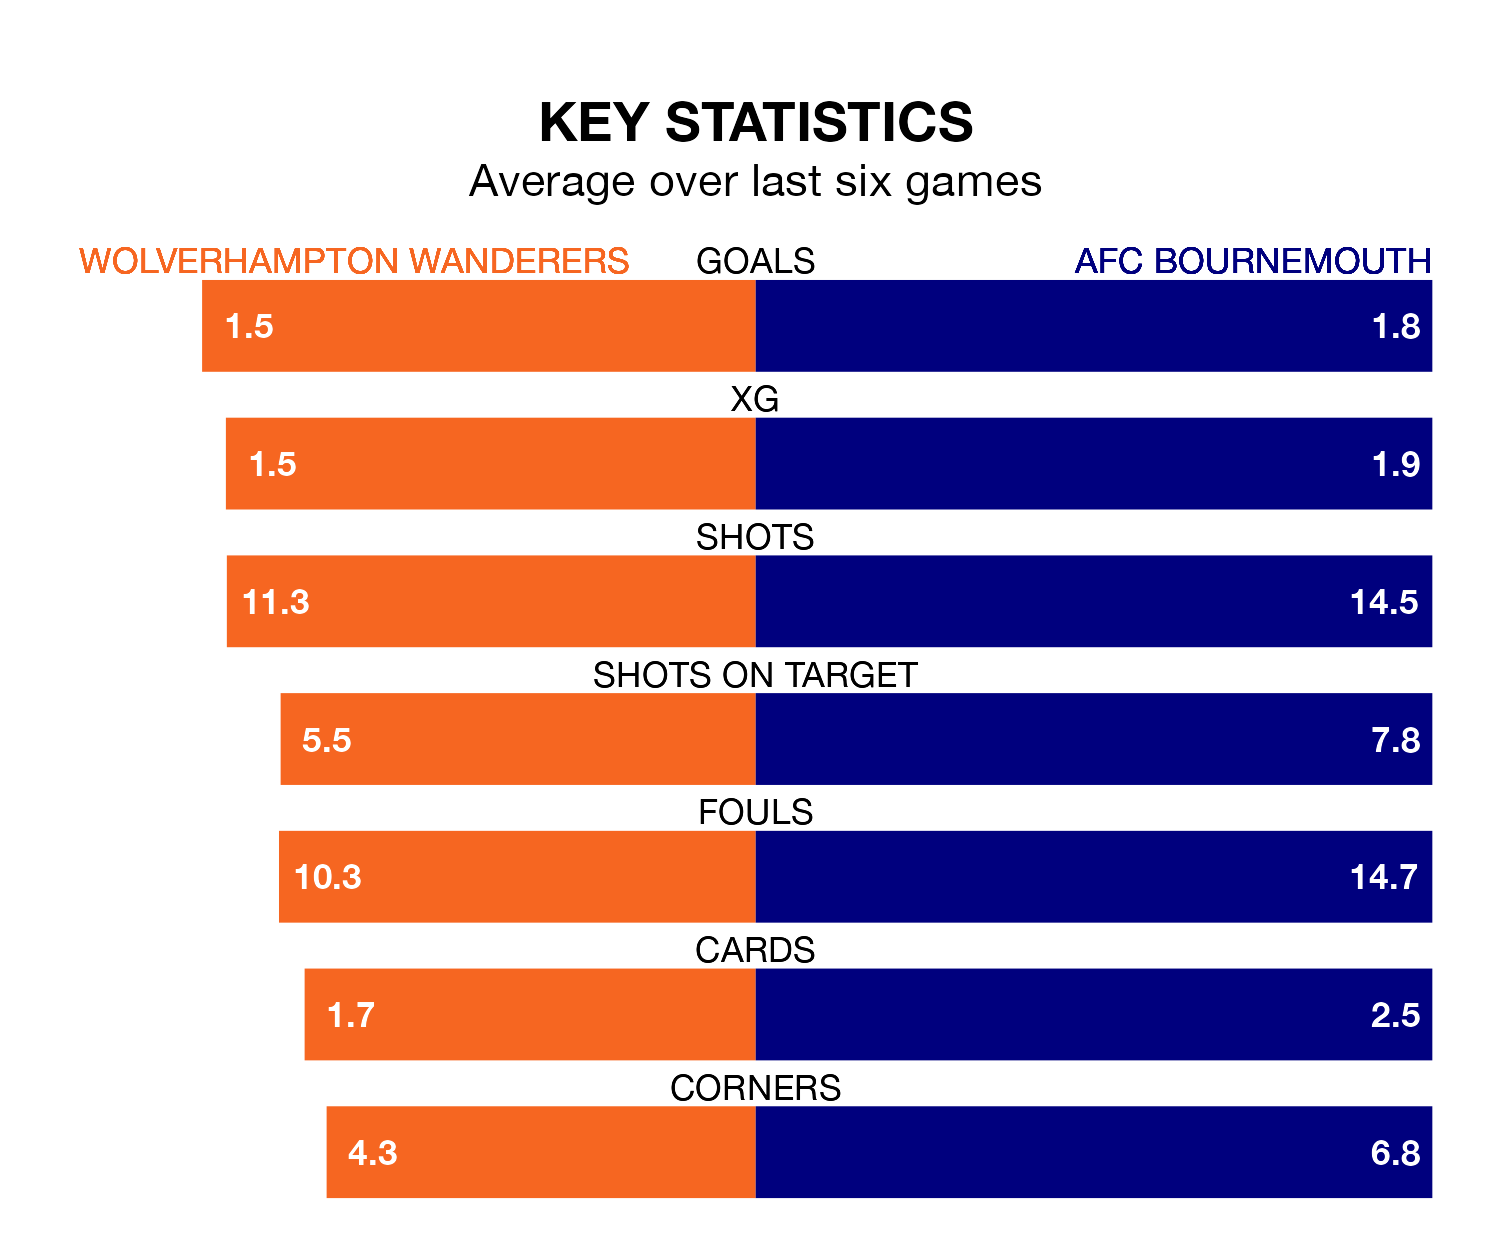 KEY STATISTICS
Average over last six games
WOLVERHAMPTON WANDERERS GOALS AFC BOURNEMOUTH
1.5 1.8
XG
1.5 1.9
SHOTS
11.3 14.5
SHOTS ON TARGET
5.5 7.8
FOULS
10.3 14.7
CARDS
1.7 2.5
CORNERS
4.3 6.8